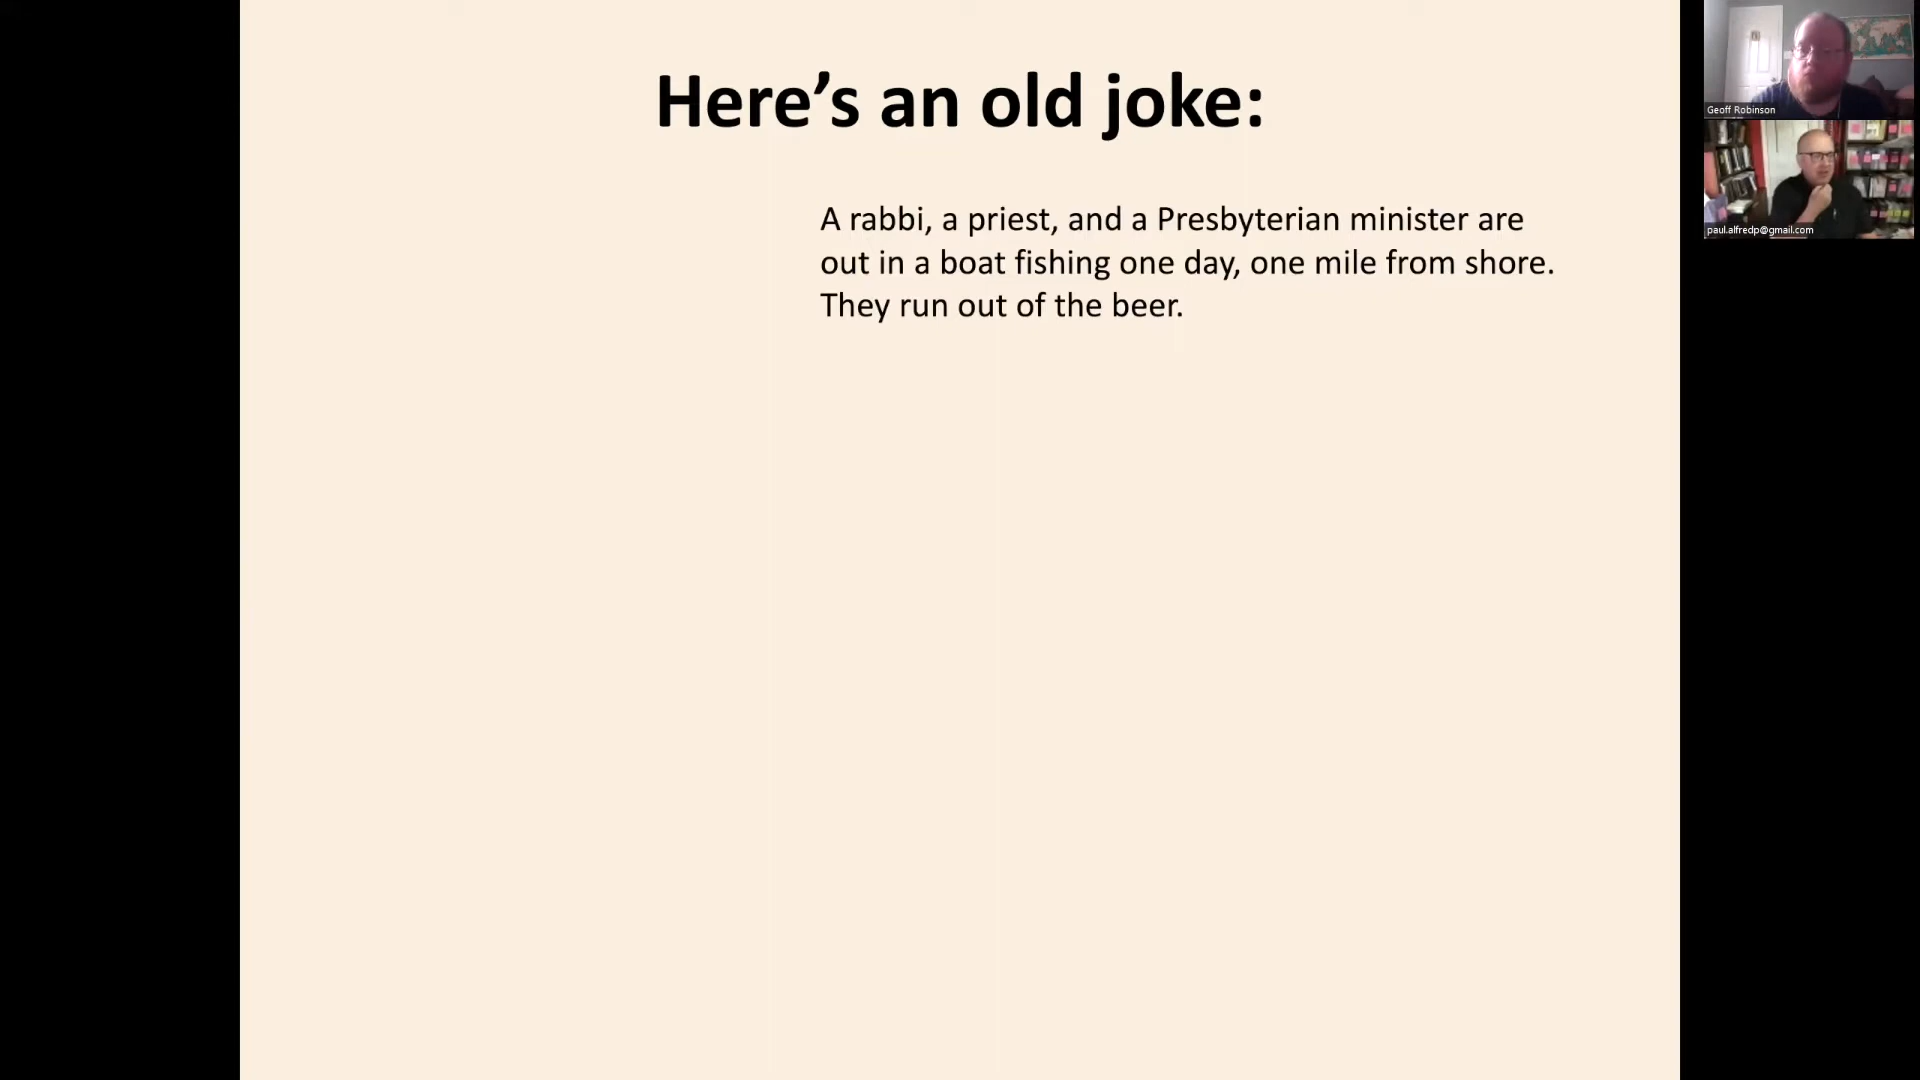 Here’s an old joke:
A rabbi, a priest, and a Presbyterian minister are
out in a boat fishing one day, one mile from shore.
They run out of the beer.
Geoff Robinson
paul.alfredp@gmail.com